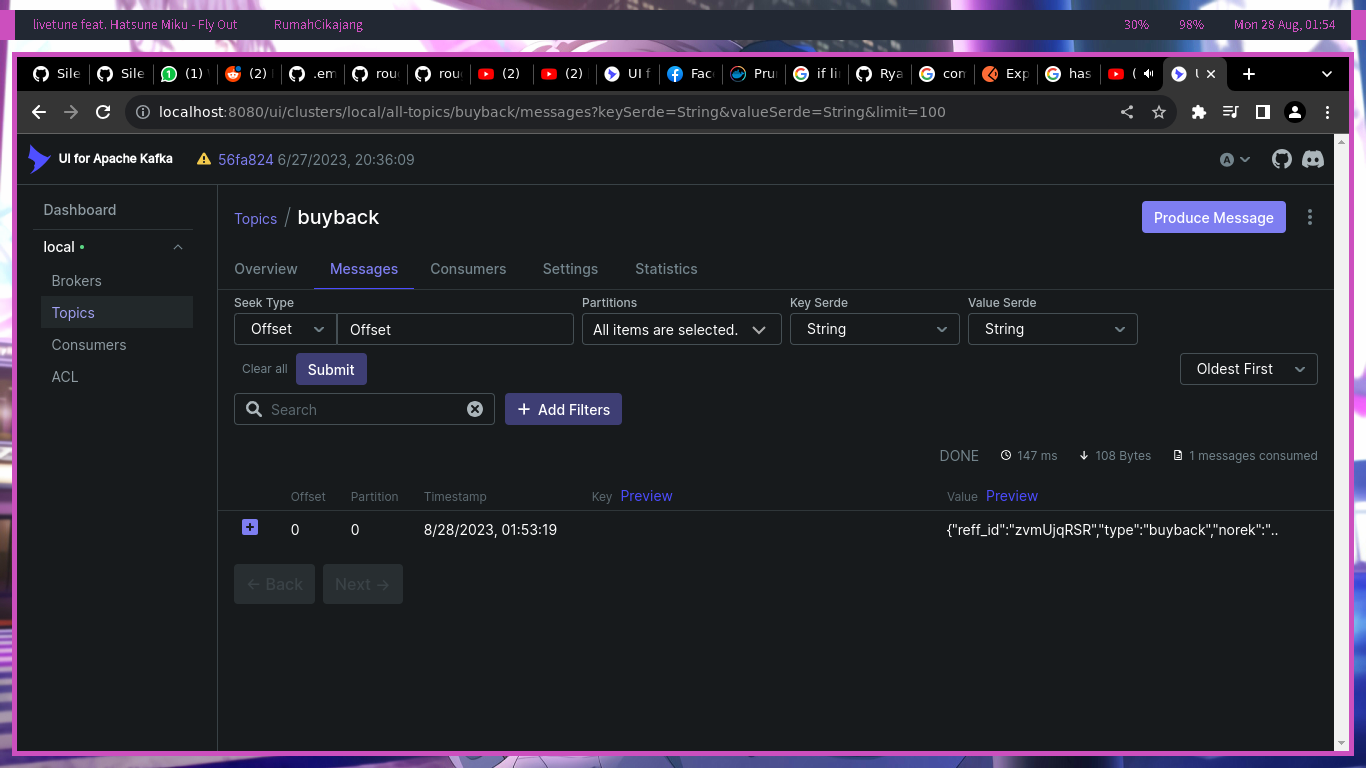 livetune feat. Hatsune Miku - Fly Out RumahCikajang 30% 98% Mon 28 Aug, 01:54
Sile Sile (1) (2) .em rou rou (2) (2) UI f Face Prun if li Rya con Exp has (
localhost:8080/ui/clusters/local/all-topics/buyback/messages?keySerde=String&valueSerde=String&limit=100
UI for Apache Kafka 56fa824 6/27/2023, 20:36:09 A
Dashboard
local
Brokers
Topics
Consumers
ACL
Topics / buyback
Produce Message
Overview Messages Consumers Settings Statistics
Seek Type Partitions Key Serde Value Serde
Offset Offset All items are selected. String String
Clear all Submit Oldest First
Search + Add Filters
DONE 147 ms 108 Bytes 1 messages consumed
Offset Partition Timestamp Key Preview Value Preview
0 0 8/28/2023, 01:53:19 {"reff_id":"zvmUjqRSR","type":"buyback","norek":"..
← Back Next →